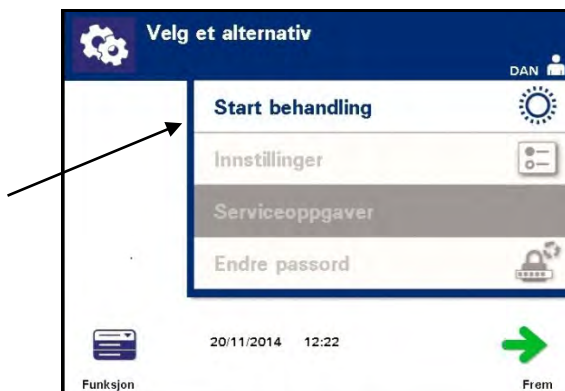 Velg et alternativ
DAN
Start behandling
Innstillinger
Serviceoppgaver
Endre passord
20/11/2014 12:22
Funksjon
Frem